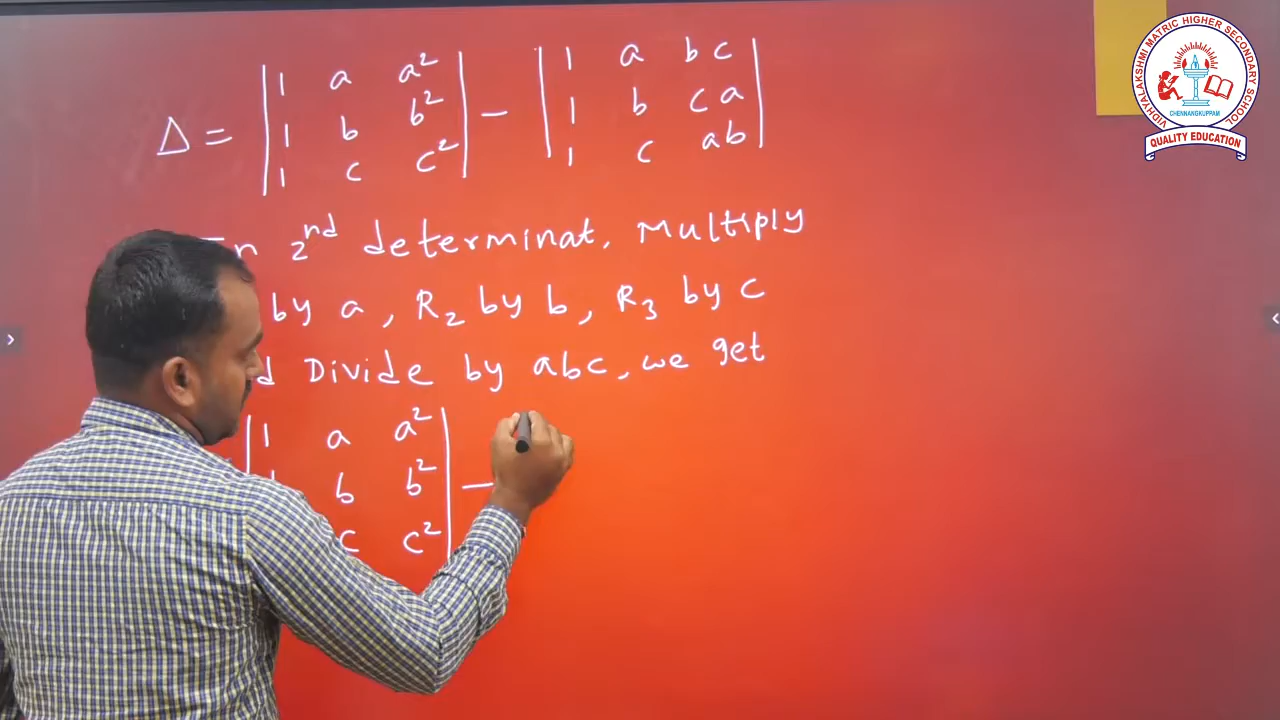 Δ = | 1 a a² | − | 1 a bc |
| 1 b b² | | 1 b ca |
| 1 c c² | | 1 c ab |
In 2nd determinat, Multiply
by a, R₂ by b, R₃ by c
Divide by abc, we get
| 1 a a² | −
b b²
c c²
VIDHYALAKSHMI MATRIC HIGHER SECONDARY SCHOOL
CHENNANGKUPPAM
QUALITY EDUCATION